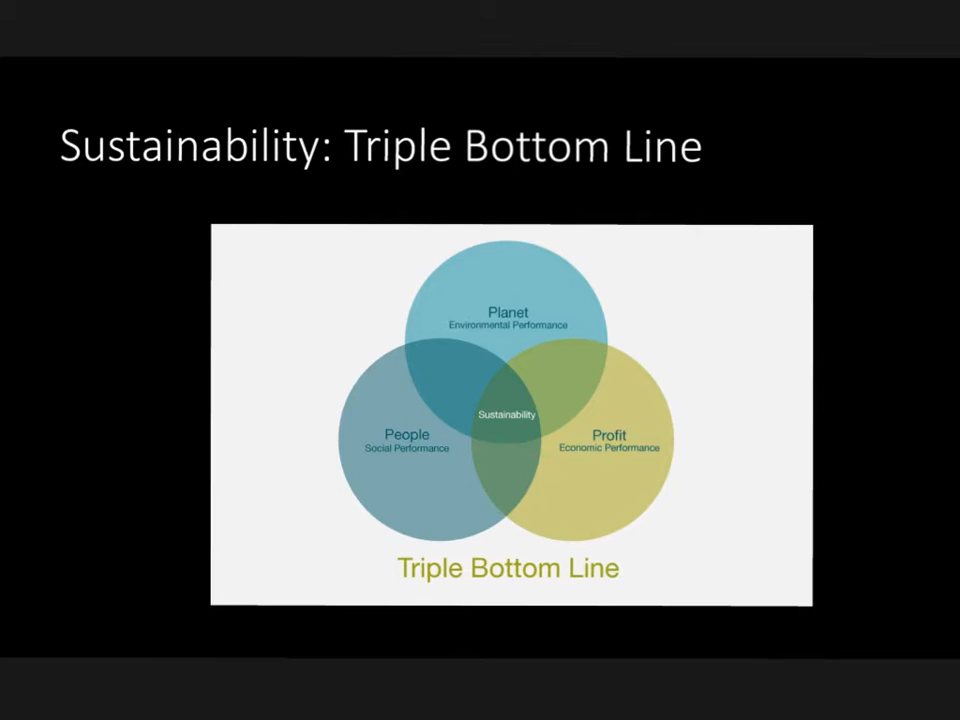 Sustainability: Triple Bottom Line
Planet
Environmental Performance
Sustainability
People
Social Performance
Profit
Economic Performance
Triple Bottom Line